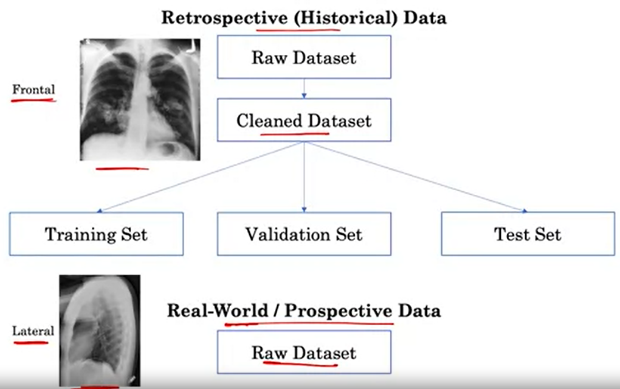 Retrospective (Historical) Data
Raw Dataset
Frontal
Cleaned Dataset
Training Set
Validation Set
Test Set
Real-World / Prospective Data
Lateral
Raw Dataset